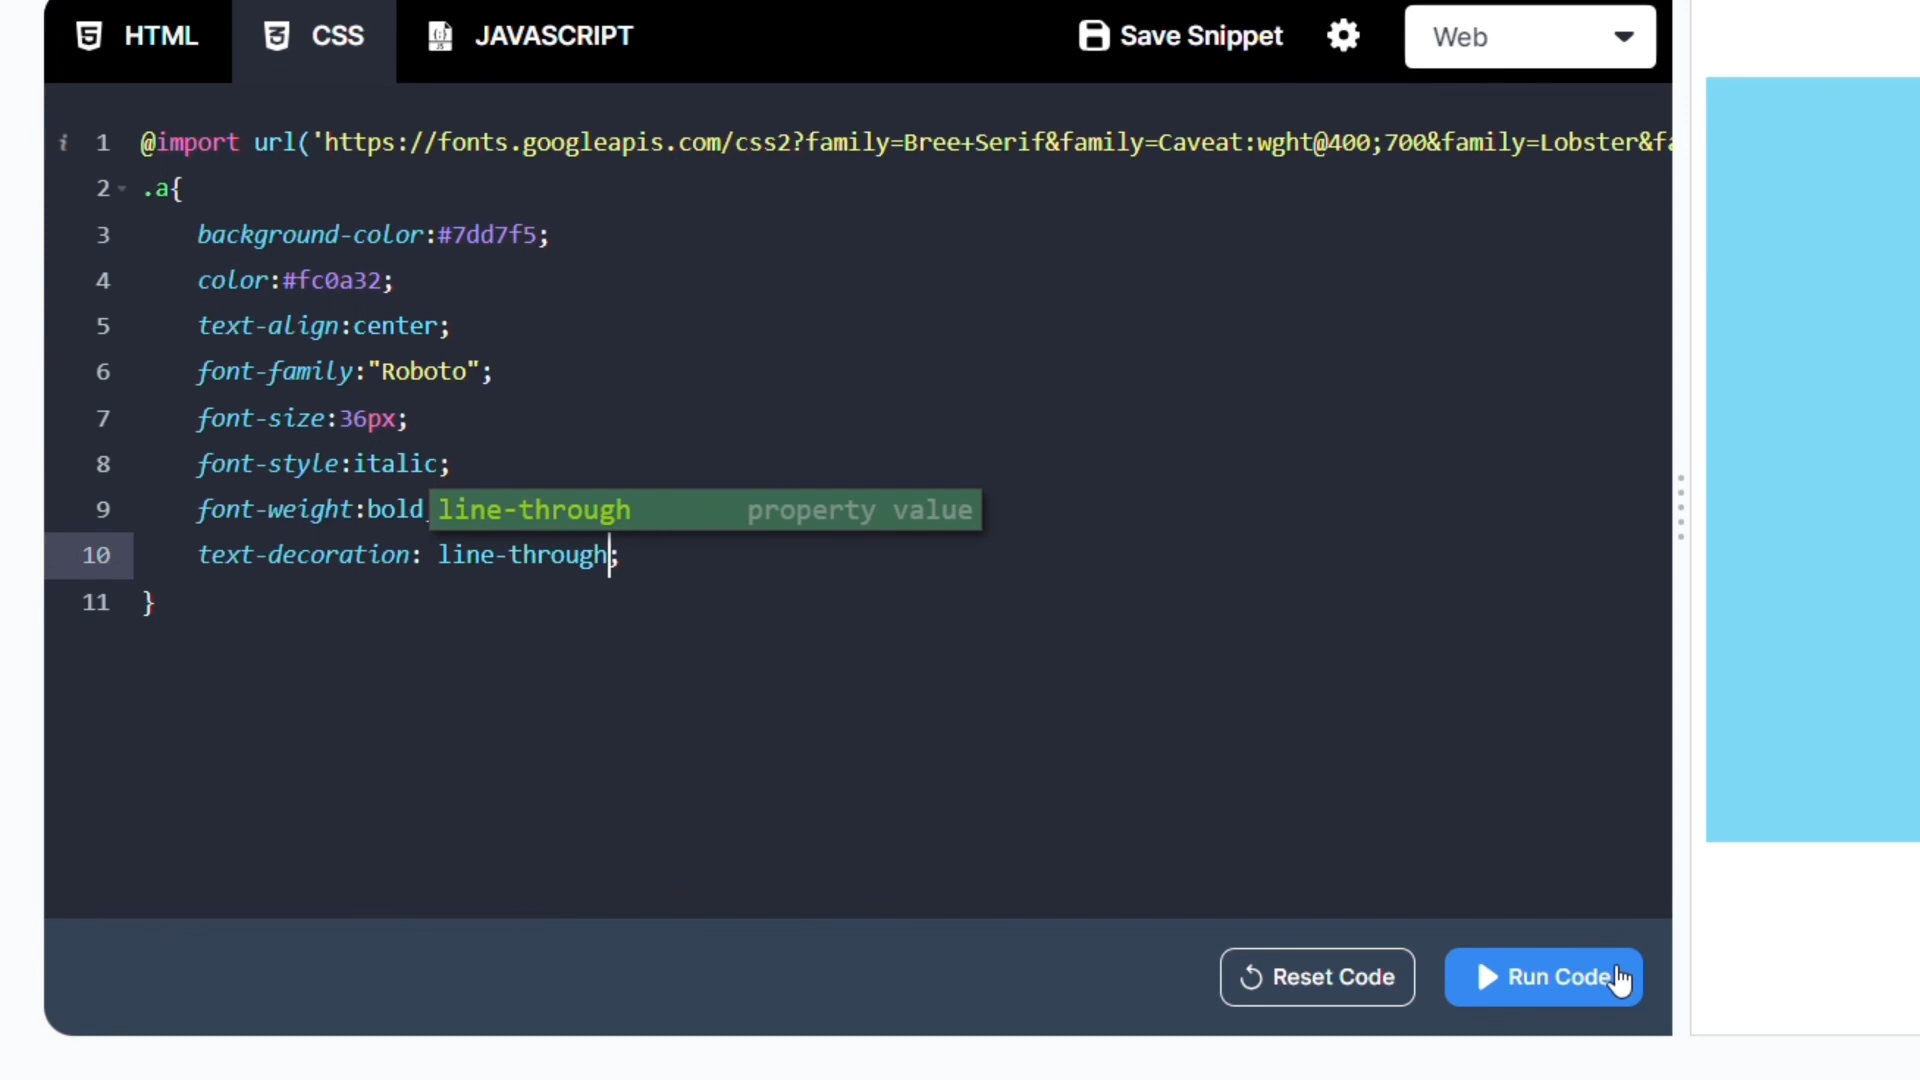 HTML CSS JAVASCRIPT Save Snippet Web
1 @import url('https://fonts.googleapis.com/css2?family=Bree+Serif&family=Caveat:wght@400;700&family=Lobster&fa
2 .a{
3 background-color:#7dd7f5;
4 color:#fc0a32;
5 text-align:center;
6 font-family:"Roboto";
7 font-size:36px;
8 font-style:italic;
9 font-weight:bold line-through property value
10 text-decoration: line-through;
11 }
Reset Code Run Code